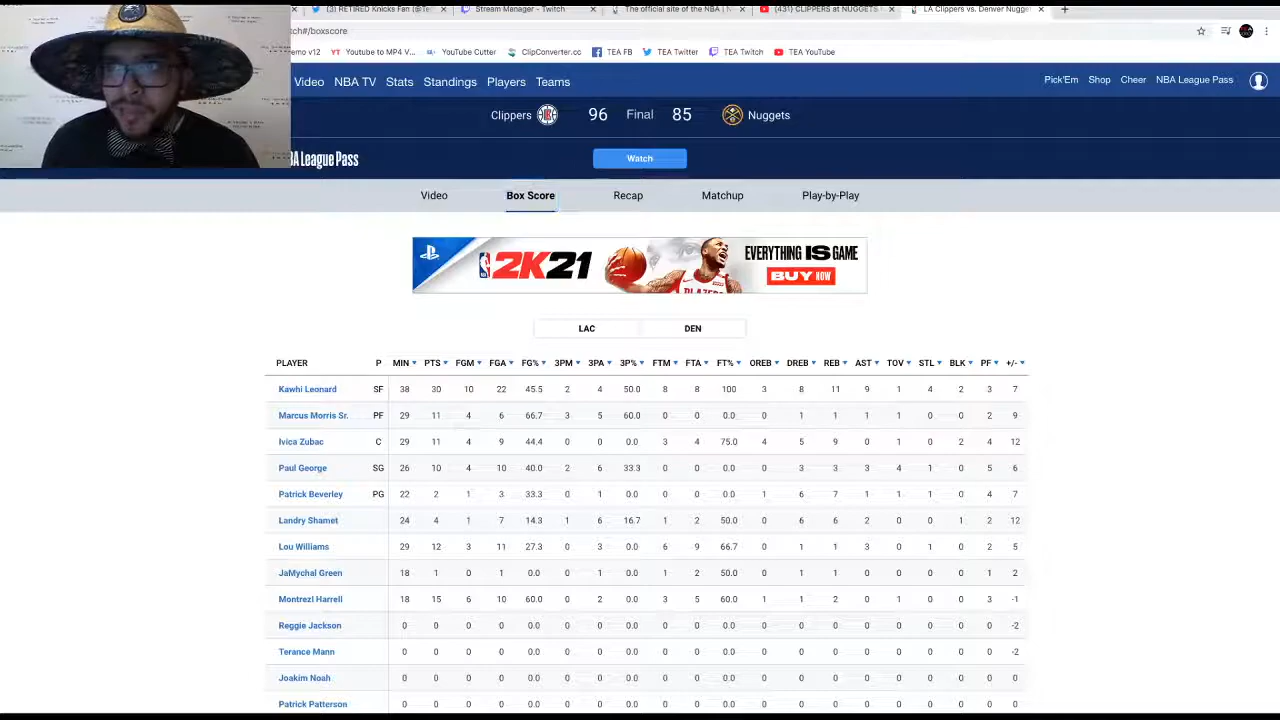 (3) RETIRED Knicks Fan (@Te
Stream Manager - Twitch
The official site of the NBA | N
(431) CLIPPERS at NUGGETS
LA Clippers vs. Denver Nugge
tch#/boxscore
emo v12 Youtube to MP4 V... YouTube Cutter ClipConverter.cc TEA FB TEA Twitter TEA Twitch TEA YouTube
Video NBA TV Stats Standings Players Teams Pick'Em Shop Cheer NBA League Pass
Clippers 96 Final 85 Nuggets
BA League Pass Watch
Video Box Score Recap Matchup Play-by-Play
2K21 EVERYTHING IS GAME
BUY NOW
LAC DEN
PLAYER P MIN PTS FGM FGA FG% 3PM 3PA 3P% FTM FTA FT% OREB DREB REB AST TOV STL BLK PF +/-
Kawhi Leonard SF 38 30 10 22 45.5 2 4 50.0 8 8 100 3 8 11 9 1 4 2 3 7
Marcus Morris Sr. PF 29 11 4 6 66.7 3 5 60.0 0 0 0.0 0 1 1 1 1 0 0 2 9
Ivica Zubac C 29 11 4 9 44.4 0 0 0.0 3 4 75.0 4 5 9 0 1 0 2 4 12
Paul George SG 26 10 4 10 40.0 2 6 33.3 0 0 0.0 0 3 3 3 4 1 0 5 6
Patrick Beverley PG 22 2 1 3 33.3 0 1 0.0 0 0 0.0 1 6 7 1 1 1 0 4 7
Landry Shamet 24 4 1 7 14.3 1 6 16.7 1 2 50.0 0 6 6 2 0 0 1 2 12
Lou Williams 29 12 3 11 27.3 0 3 0.0 6 9 66.7 0 1 1 3 0 1 0 2 5
JaMychal Green 18 1 0 1 0.0 0 1 0.0 1 2 50.0 0 1 1 0 0 0 0 1 2
Montrezl Harrell 18 15 6 10 60.0 0 2 0.0 3 5 60.0 1 1 2 0 1 0 0 3 -1
Reggie Jackson 0 0 0 0 0.0 0 0 0.0 0 0 0.0 0 0 0 0 0 0 0 0 -2
Terance Mann 0 0 0 0 0.0 0 0 0.0 0 0 0.0 0 0 0 0 0 0 0 0 -2
Joakim Noah 0 0 0 0 0.0 0 0 0.0 0 0 0.0 0 0 0 0 0 0 0 0 0
Patrick Patterson 0 0 0 0 0.0 0 0 0.0 0 0 0.0 0 0 0 0 0 0 0 0 0